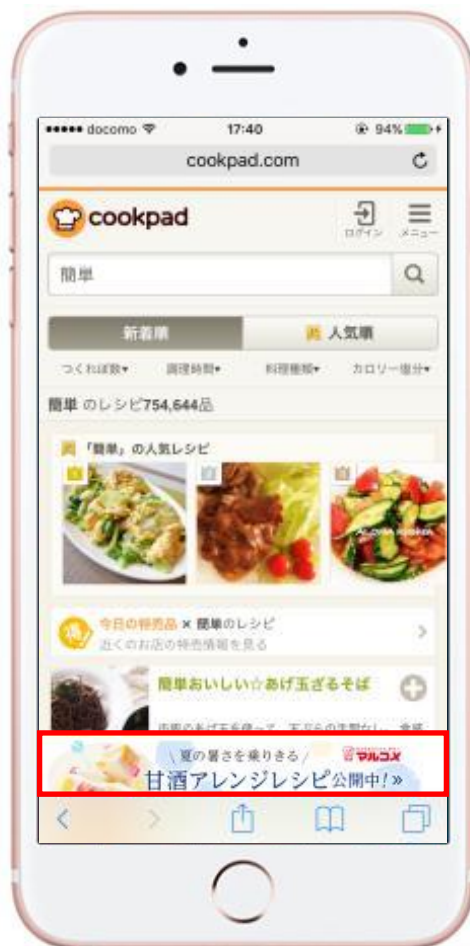 docomo 17:40 94%
cookpad.com
cookpad ログイン メニュー
簡単
新着順 人気順
つくれぽ数▾ 調理時間▾ 料理種類▾ カロリー塩分▾
簡単 のレシピ754,644品
「簡単」の人気レシピ
今日の特売品 × 簡単のレシピ
近くのお店の特売情報を見る
簡単おいしい☆あげ玉ざるそば
\ 夏の暑さを乗りきる / マルコメ
甘酒アレンジレシピ公開中!»